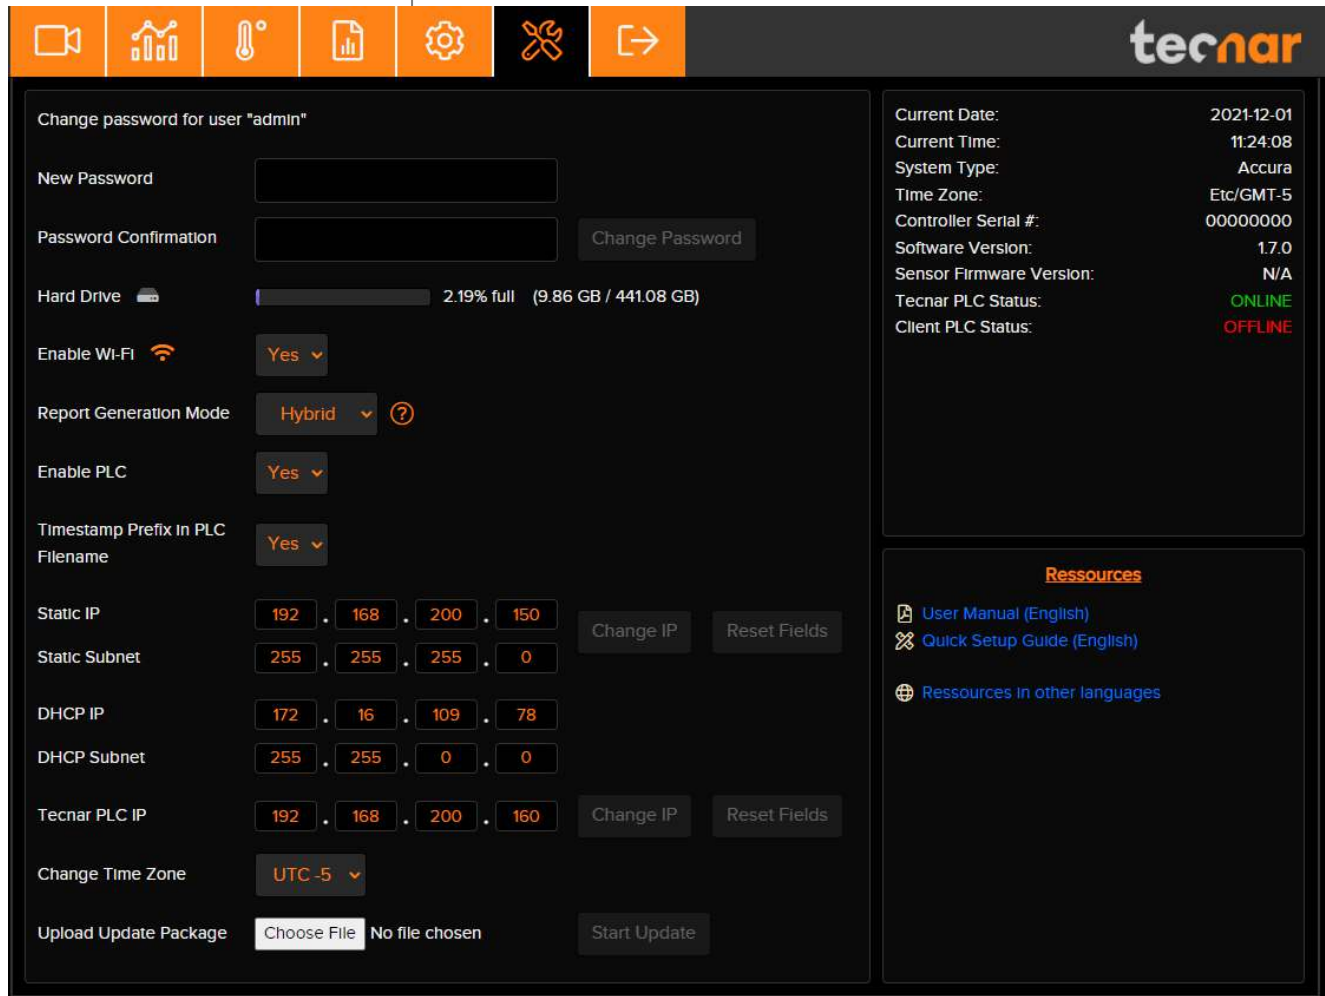 tecnar
Change password for user "admin"
New Password
Password Confirmation
Change Password
Hard Drive
2.19% full (9.86 GB / 441.08 GB)
Enable Wi-Fi
Yes
Report Generation Mode
Hybrid
?
Enable PLC
Yes
Timestamp Prefix in PLC
Filename
Yes
Static IP
192 . 168 . 200 . 150
Change IP
Reset Fields
Static Subnet
255 . 255 . 255 . 0
DHCP IP
172 . 16 . 109 . 78
DHCP Subnet
255 . 255 . 0 . 0
Tecnar PLC IP
192 . 168 . 200 . 160
Change IP
Reset Fields
Change Time Zone
UTC -5
Upload Update Package
Choose File No file chosen
Start Update
Current Date: 2021-12-01
Current Time: 11:24:08
System Type: Accura
Time Zone: Etc/GMT-5
Controller Serial #: 00000000
Software Version: 1.7.0
Sensor Firmware Version: N/A
Tecnar PLC Status: ONLINE
Client PLC Status: OFFLINE
Ressources
User Manual (English)
Quick Setup Guide (English)
Ressources in other languages